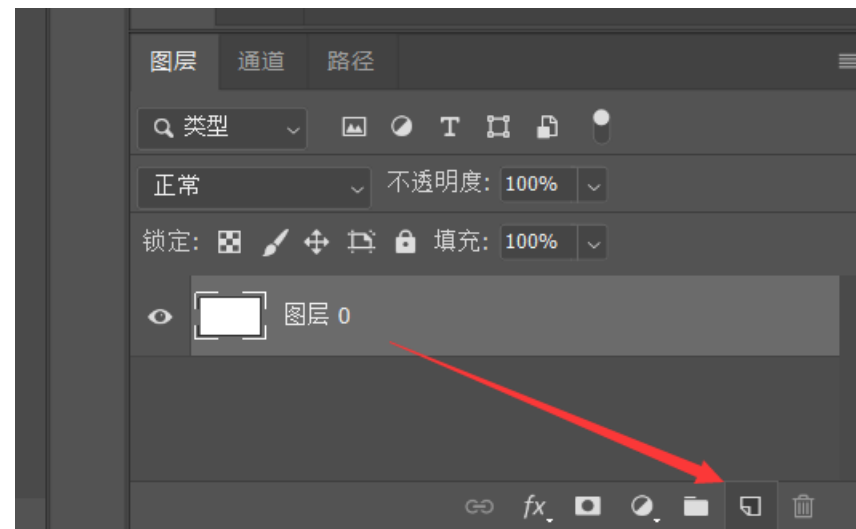 图层 通道 路径
类型
正常 不透明度: 100%
锁定: 填充: 100%
图层 0
fx